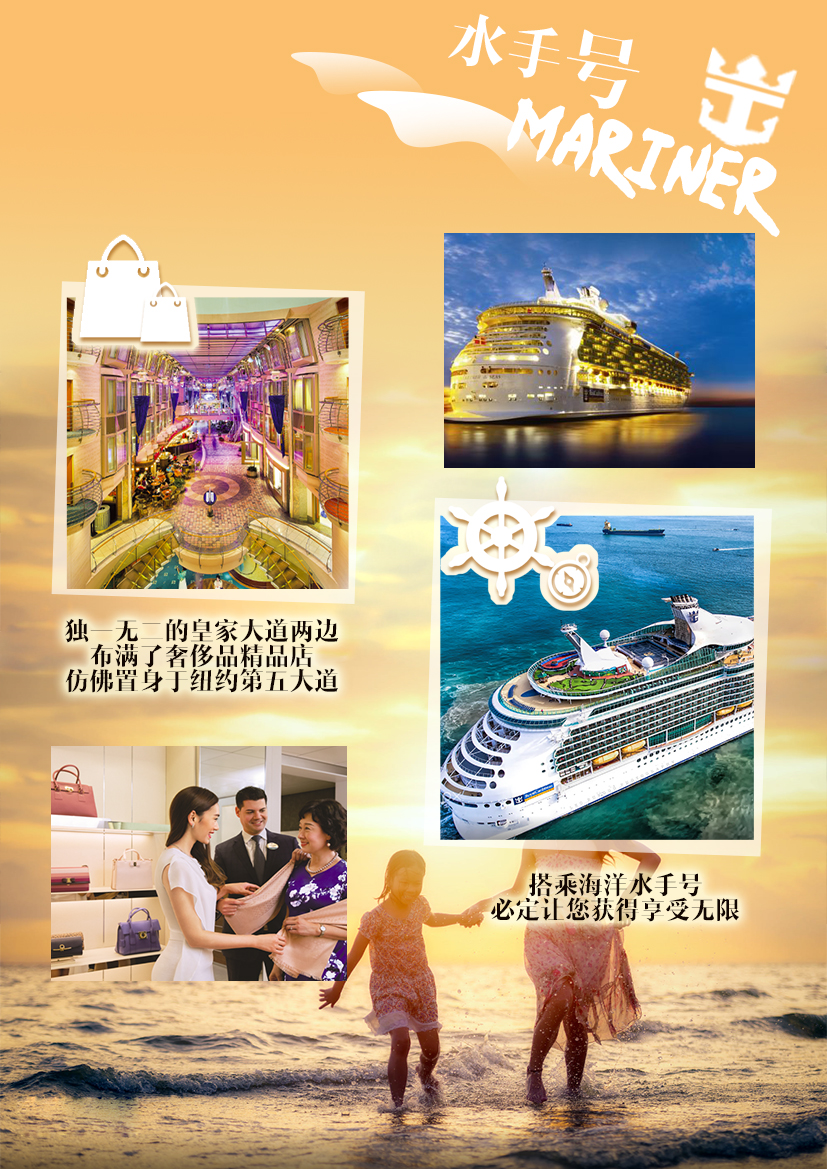 水手号
MARINER
独一无二的皇家大道两边
布满了奢侈品精品店
仿佛置身于纽约第五大道
搭乘海洋水手号
必定让您获得享受无限